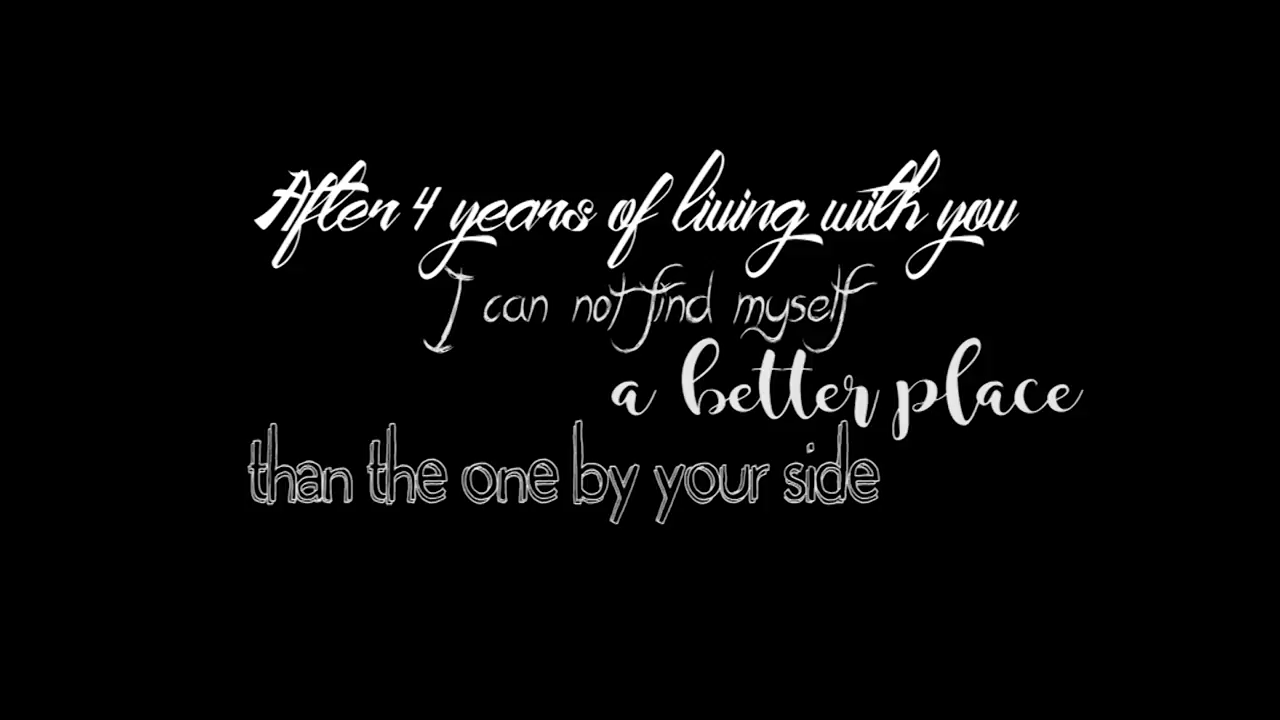 After 4 years of living with you
I can not find myself
a better place
than the one by your side